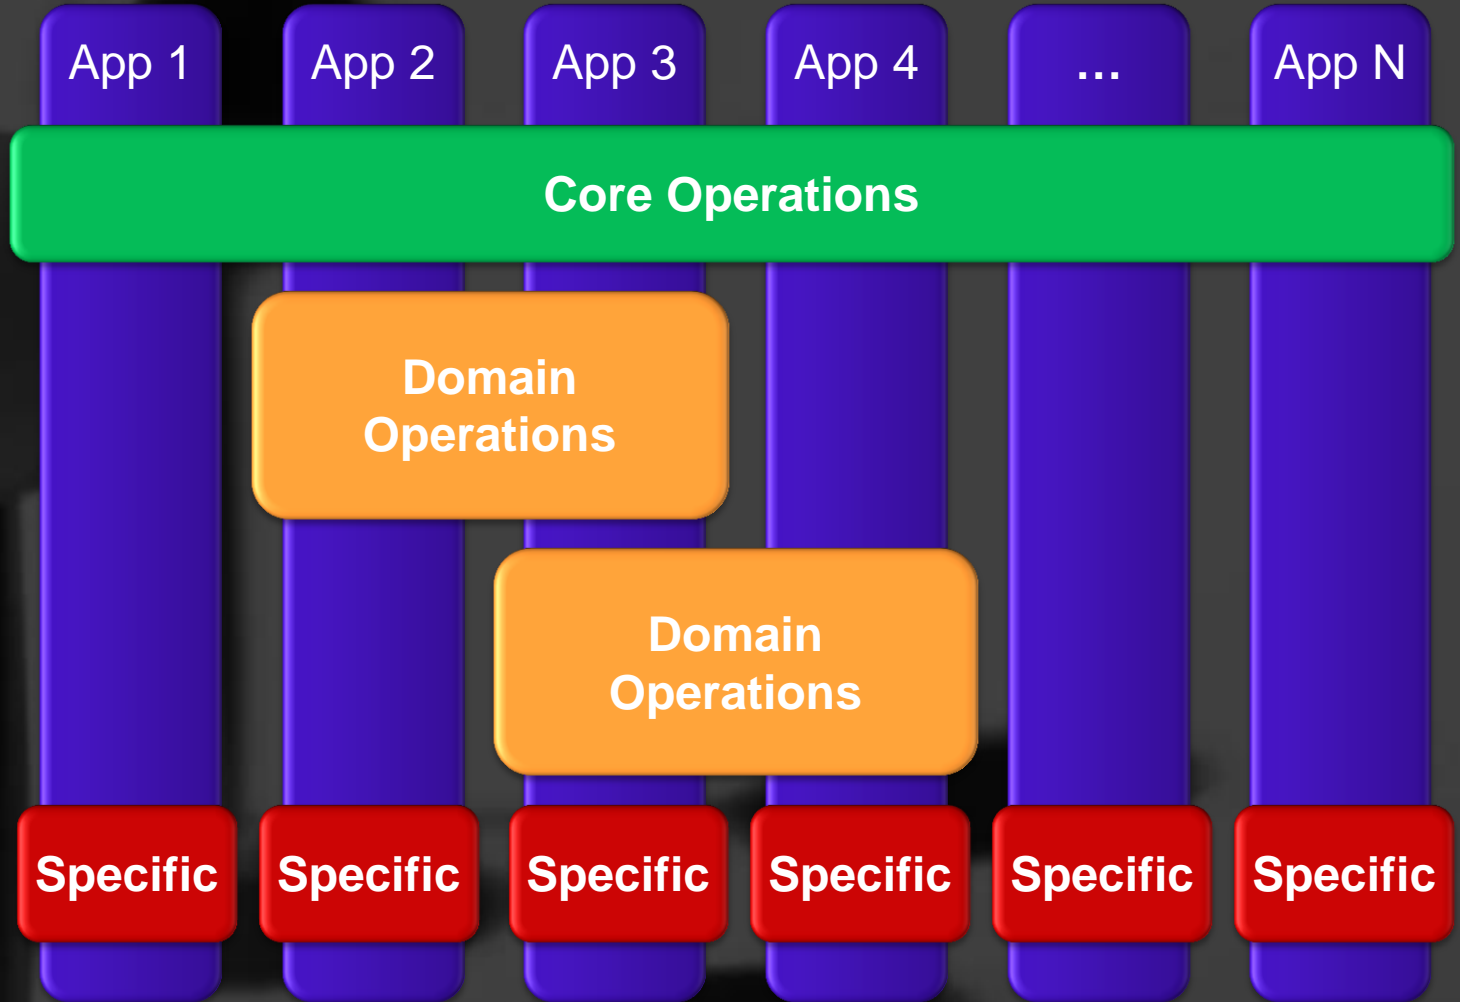 App 1 App 2 App 3 App 4 ... App N
Core Operations
Domain
Operations
Domain
Operations
Specific Specific Specific Specific Specific Specific